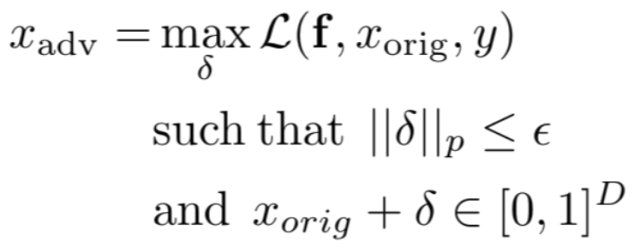 x_adv = max_δ 𝓛(f, x_orig, y)
such that ||δ||_p ≤ ϵ
and x_orig + δ ∈ [0, 1]^D